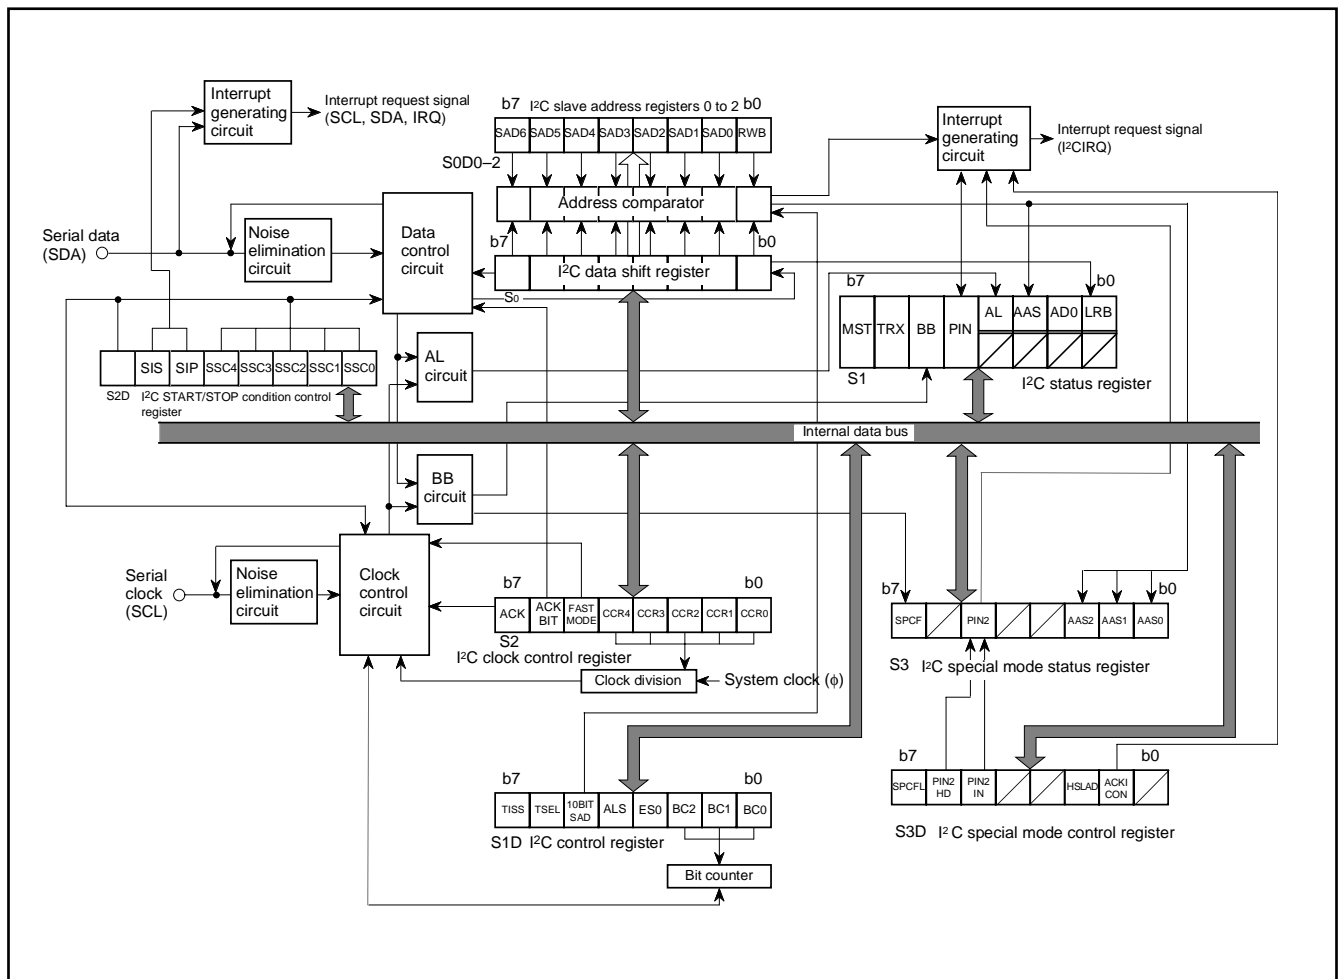 Interrupt
generating
circuit
Interrupt request signal
(SCL, SDA, IRQ)
b7 I²C slave address registers 0 to 2 b0
SAD6 SAD5 SAD4 SAD3 SAD2 SAD1 SAD0 RWB
S0D0–2
Address comparator
b7 b0
I²C data shift register
S0
Interrupt
generating
circuit
Interrupt request signal
(I²CIRQ)
Serial data
(SDA)
Noise
elimination
circuit
Data
control
circuit
b7 b0
MST TRX BB PIN AL AAS AD0 LRB
S1
I²C status register
SIS SIP SSC4 SSC3 SSC2 SSC1 SSC0
S2D I²C START/STOP condition control
register
AL
circuit
Internal data bus
BB
circuit
Serial
clock
(SCL)
Noise
elimination
circuit
Clock
control
circuit
b7 b0
ACK ACK BIT FAST MODE CCR4 CCR3 CCR2 CCR1 CCR0
S2
I²C clock control register
Clock division
System clock (ϕ)
b7 b0
SPCF PIN2 AAS2 AAS1 AAS0
S3 I²C special mode status register
b7 b0
TISS TSEL 10BIT SAD ALS ES0 BC2 BC1 BC0
S1D I²C control register
Bit counter
b7 b0
SPCFL PIN2 HD PIN2 IN HSLAD ACKI CON
S3D I² C special mode control register